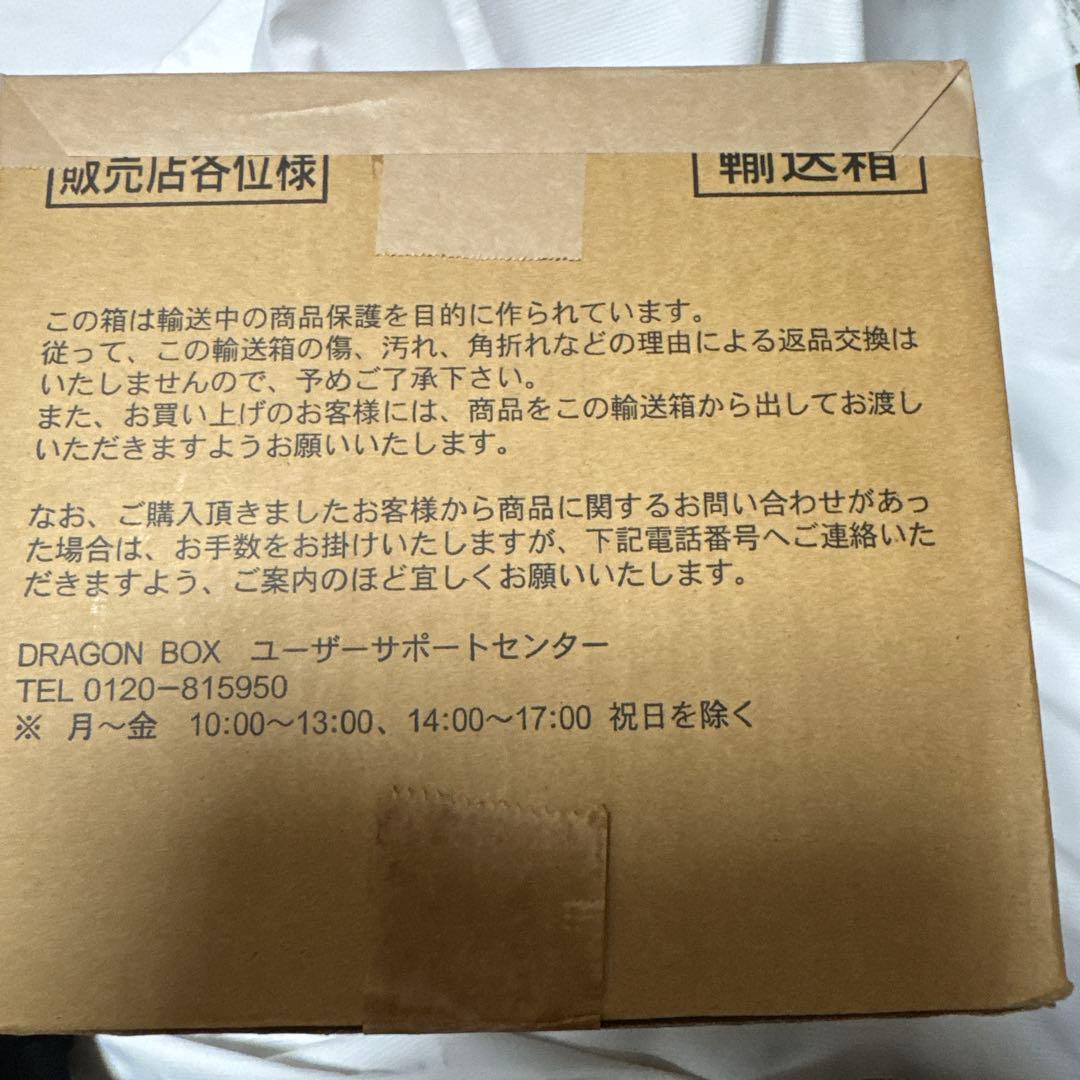 販売店各位様
輸送箱
この箱は輸送中の商品保護を目的に作られています。
従って、この輸送箱の傷、汚れ、角折れなどの理由による返品交換は
いたしませんので、予めご了承下さい。
また、お買い上げのお客様には、商品をこの輸送箱から出してお渡し
いただきますようお願いいたします。
なお、ご購入頂きましたお客様から商品に関するお問い合わせがあっ
た場合は、お手数をお掛けいたしますが、下記電話番号へご連絡いた
だきますよう、ご案内のほど宜しくお願いいたします。
DRAGON BOX ユーザーサポートセンター
TEL 0120−815950
※ 月〜金 10:00〜13:00、14:00〜17:00 祝日を除く